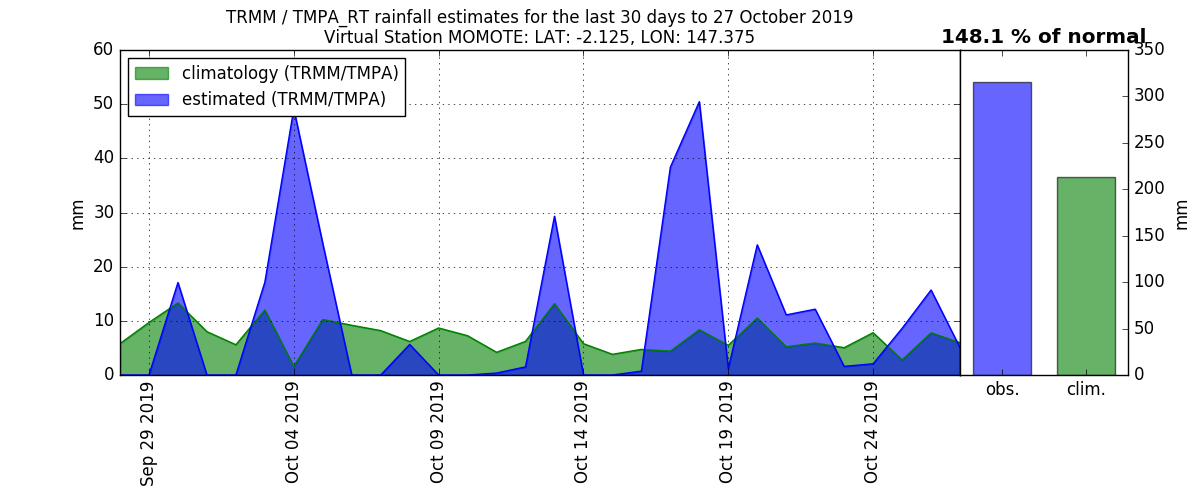 TRMM / TMPA_RT rainfall estimates for the last 30 days to 27 October 2019
Virtual Station MOMOTE: LAT: -2.125, LON: 147.375
148.1 % of normal
climatology (TRMM/TMPA)
estimated (TRMM/TMPA)
60
50
40
30
20
10
0
mm
Sep 29 2019
Oct 04 2019
Oct 09 2019
Oct 14 2019
Oct 19 2019
Oct 24 2019
obs.
clim.
350
300
250
200
150
100
50
0
mm